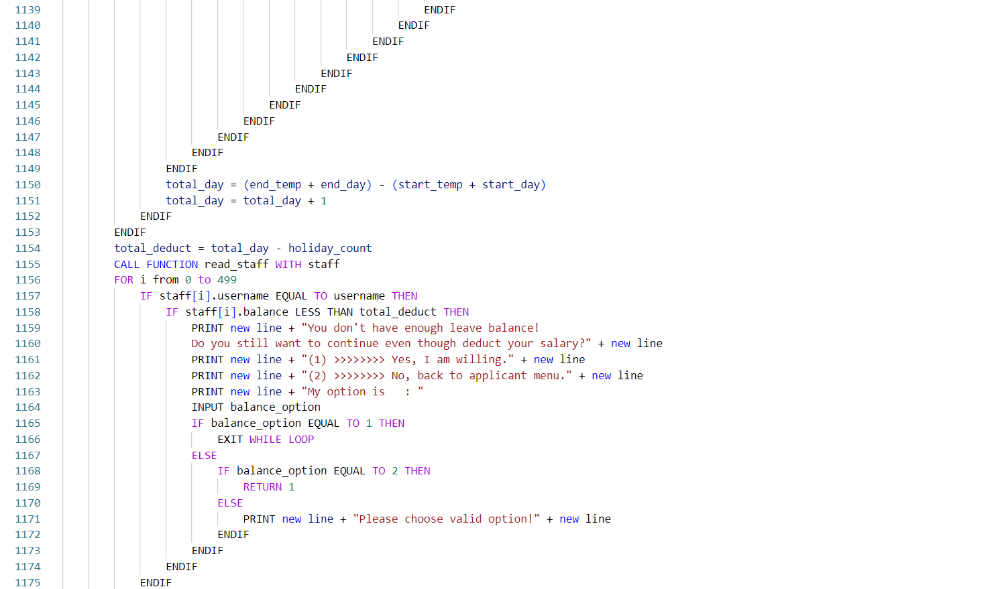 1139 ENDIF
1140 ENDIF
1141 ENDIF
1142 ENDIF
1143 ENDIF
1144 ENDIF
1145 ENDIF
1146 ENDIF
1147 ENDIF
1148 ENDIF
1149 ENDIF
1150 total_day = (end_temp + end_day) - (start_temp + start_day)
1151 total_day = total_day + 1
1152 ENDIF
1153 ENDIF
1154 total_deduct = total_day - holiday_count
1155 CALL FUNCTION read_staff WITH staff
1156 FOR i from 0 to 499
1157 IF staff[i].username EQUAL TO username THEN
1158 IF staff[i].balance LESS THAN total_deduct THEN
1159 PRINT new line + "You don't have enough leave balance!
1160 Do you still want to continue even though deduct your salary?" + new line
1161 PRINT new line + "(1) >>>>>>>> Yes, I am willing." + new line
1162 PRINT new line + "(2) >>>>>>>> No, back to applicant menu." + new line
1163 PRINT new line + "My option is   : "
1164 INPUT balance_option
1165 IF balance_option EQUAL TO 1 THEN
1166 EXIT WHILE LOOP
1167 ELSE
1168 IF balance_option EQUAL TO 2 THEN
1169 RETURN 1
1170 ELSE
1171 PRINT new line + "Please choose valid option!" + new line
1172 ENDIF
1173 ENDIF
1174 ENDIF
1175 ENDIF